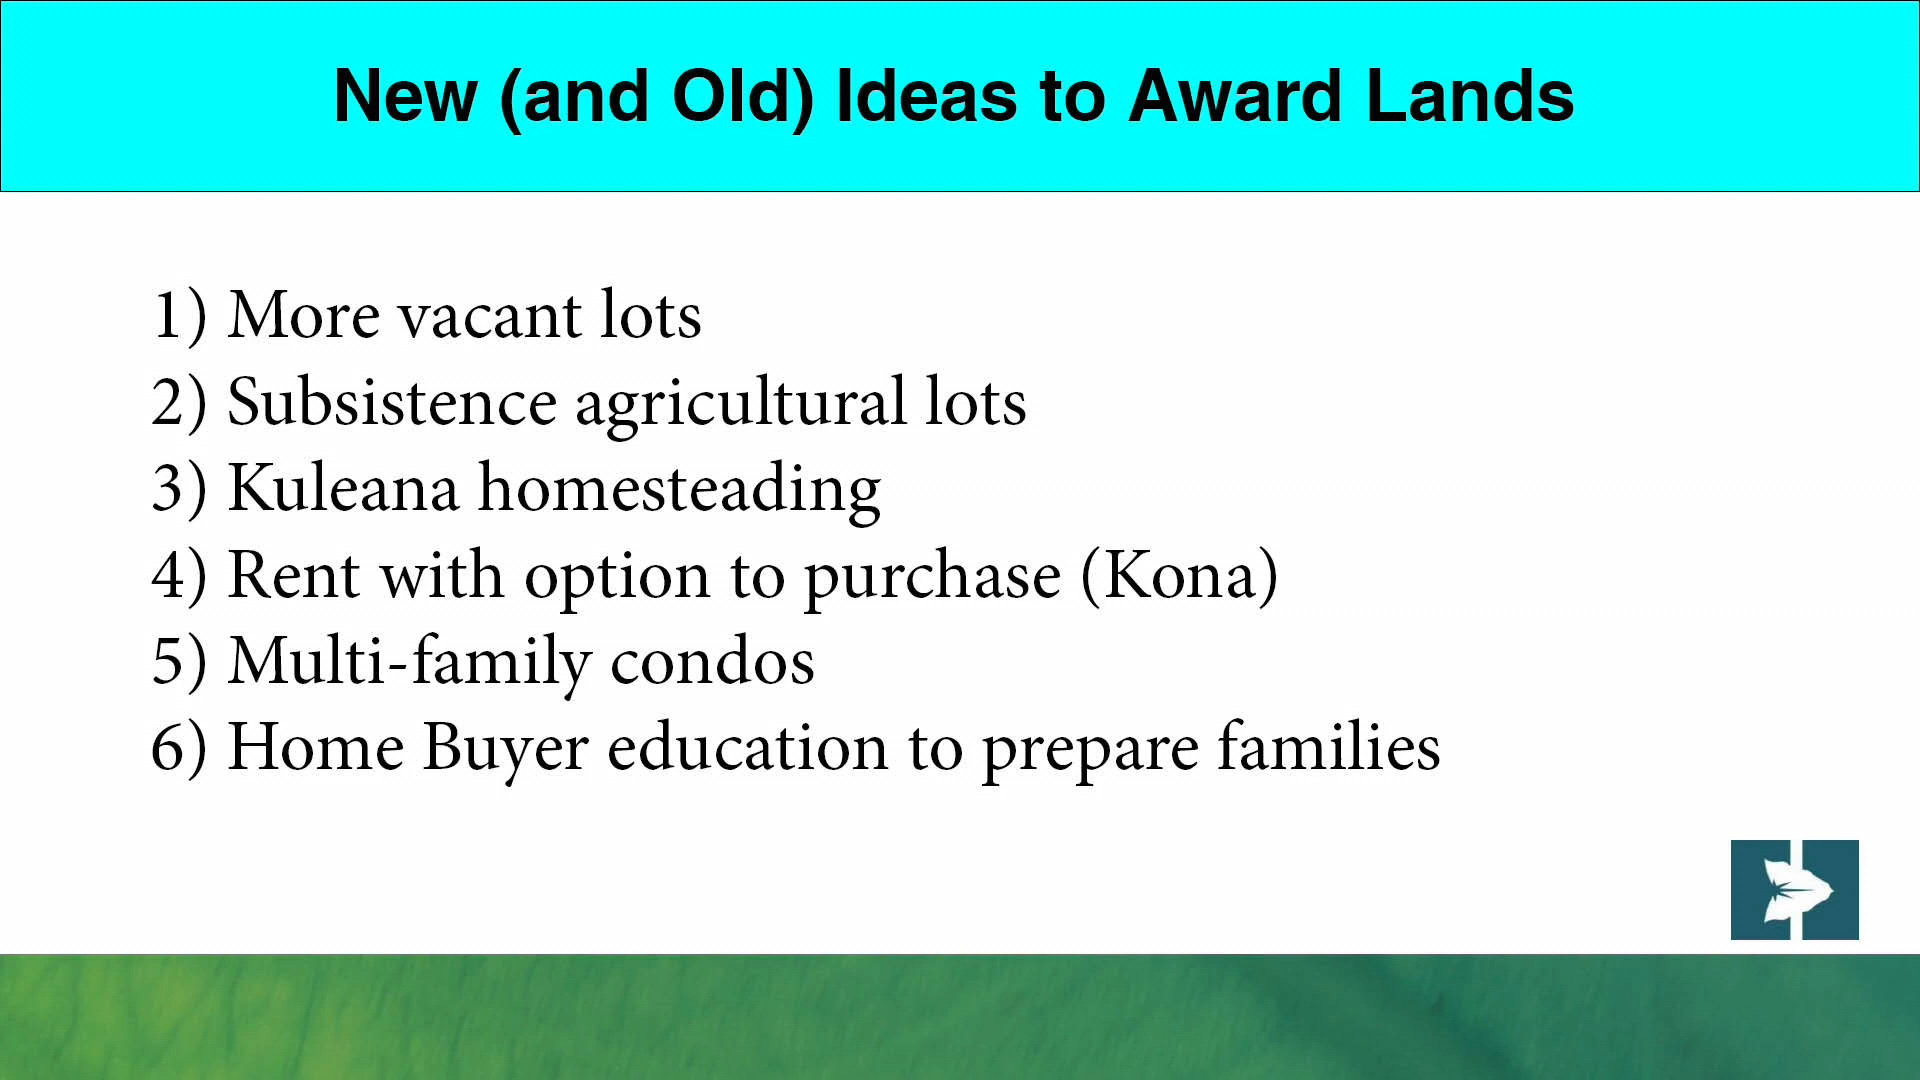 New (and Old) Ideas to Award Lands
1) More vacant lots
2) Subsistence agricultural lots
3) Kuleana homesteading
4) Rent with option to purchase (Kona)
5) Multi-family condos
6) Home Buyer education to prepare families